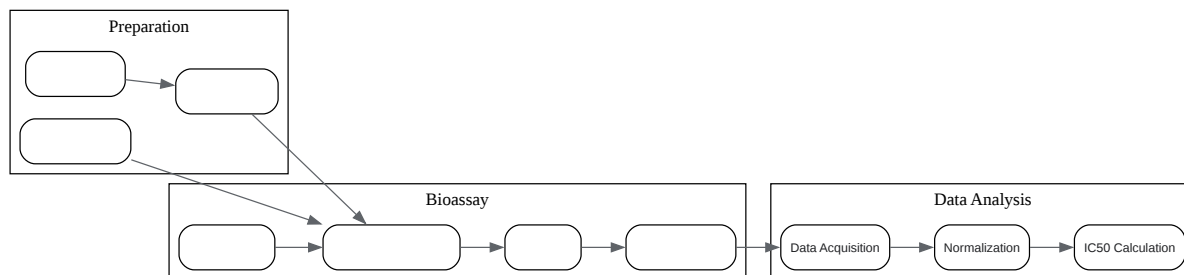 Preparation
Bioassay
Data Analysis
Data Acquisition
Normalization
IC50 Calculation